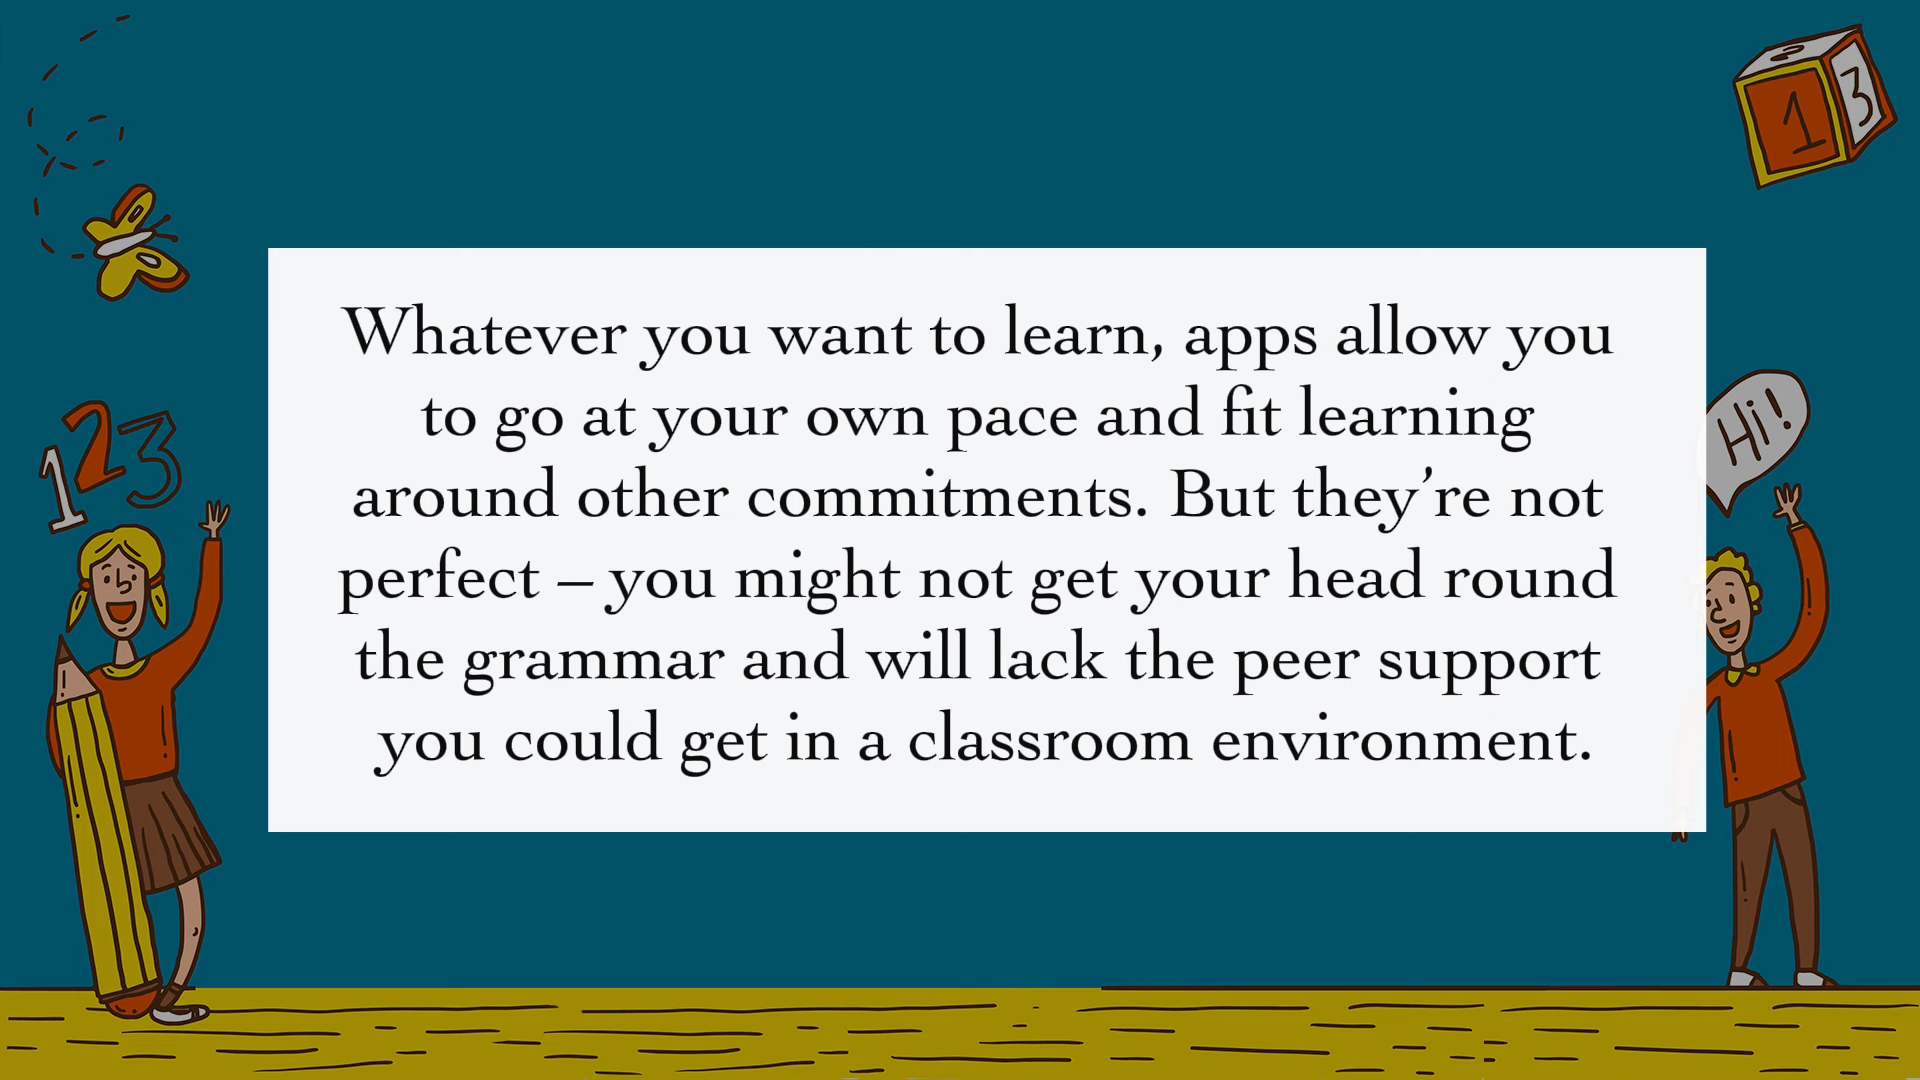 1 3
123
Hi!
Whatever you want to learn, apps allow you
to go at your own pace and fit learning
around other commitments. But they’re not
perfect – you might not get your head round
the grammar and will lack the peer support
you could get in a classroom environment.